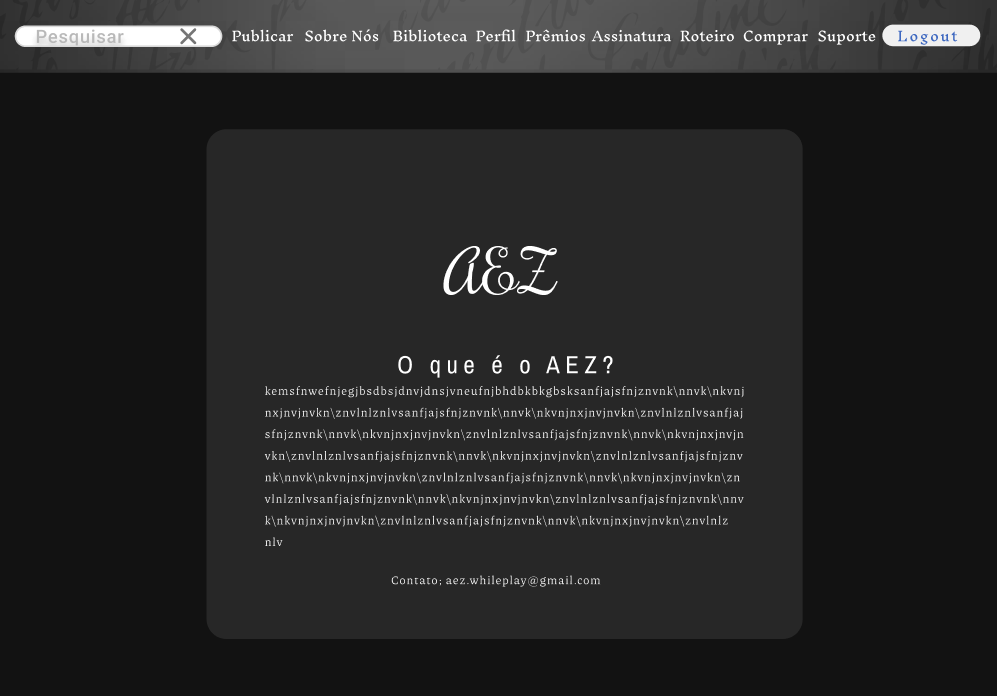 Pesquisar Publicar Sobre Nós Biblioteca Perfil Prêmios Assinatura Roteiro Comprar Suporte Logout
AEZ
O que é o AEZ?
kemsfnwefnjegjbsdbsjdnvjdnsjvneufnjbhdbkbkgbsksanfjajsfnjznvnk\nnvk\nkvnj
nxjnvjnvkn\znvlnlznlvsanfjajsfnjznvnk\nnvk\nkvnjnxjnvjnvkn\znvlnlznlvsanfjaj
sfnjznvnk\nnvk\nkvnjnxjnvjnvkn\znvlnlznlvsanfjajsfnjznvnk\nnvk\nkvnjnxjnvjn
vkn\znvlnlznlvsanfjajsfnjznvnk\nnvk\nkvnjnxjnvjnvkn\znvlnlznlvsanfjajsfnjznv
nk\nnvk\nkvnjnxjnvjnvkn\znvlnlznlvsanfjajsfnjznvnk\nnvk\nkvnjnxjnvjnvkn\zn
vlnlznlvsanfjajsfnjznvnk\nnvk\nkvnjnxjnvjnvkn\znvlnlznlvsanfjajsfnjznvnk\nnv
k\nkvnjnxjnvjnvkn\znvlnlznlvsanfjajsfnjznvnk\nnvk\nkvnjnxjnvjnvkn\znvlnlz
nlv
Contato; aez.whileplay@gmail.com